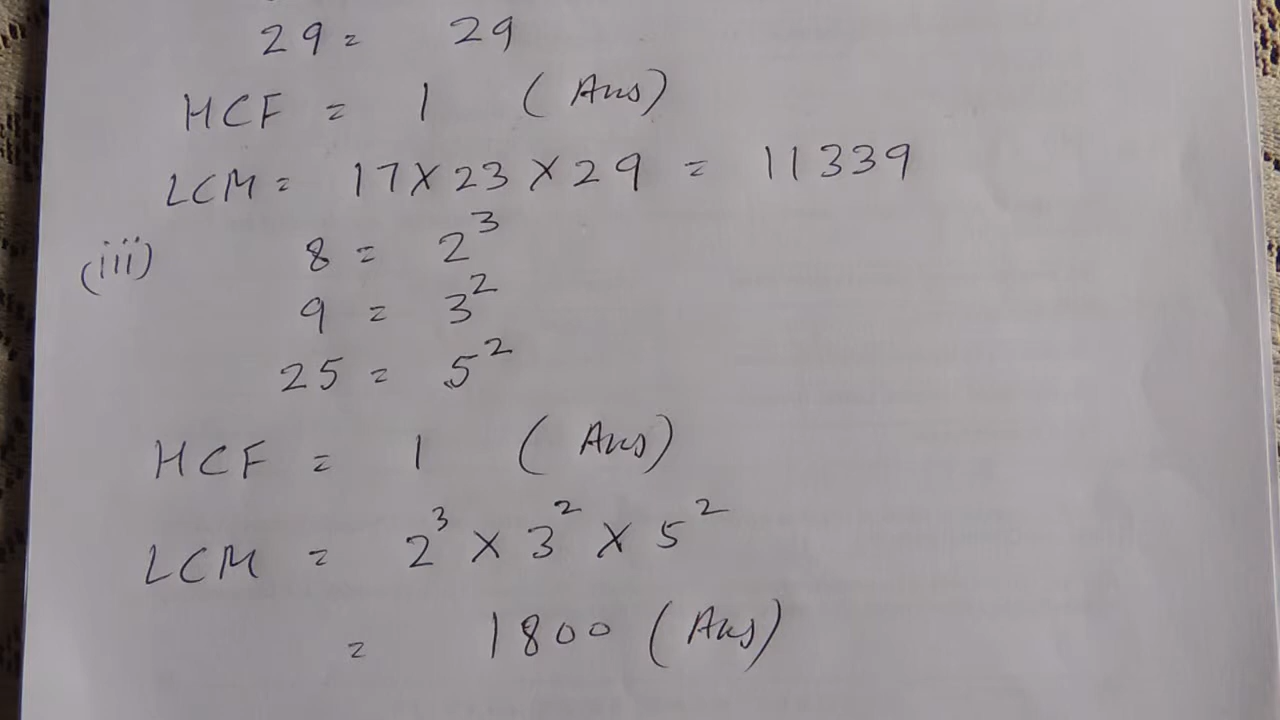 29 = 29
HCF = 1 (Ans)
LCM = 17 × 23 × 29 = 11339
(iii) 8 = 2³
9 = 3²
25 = 5²
HCF = 1 (Ans)
LCM = 2³ × 3² × 5²
= 1800 (Ans)